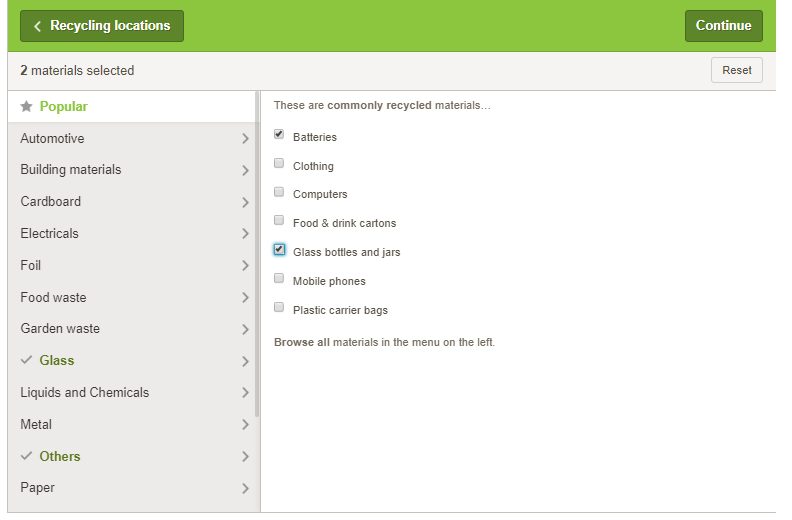 Recycling locations
Continue
2 materials selected
Reset
Popular
Automotive
Building materials
Cardboard
Electricals
Foil
Food waste
Garden waste
Glass
Liquids and Chemicals
Metal
Others
Paper
These are commonly recycled materials...
Batteries
Clothing
Computers
Food & drink cartons
Glass bottles and jars
Mobile phones
Plastic carrier bags
Browse all materials in the menu on the left.